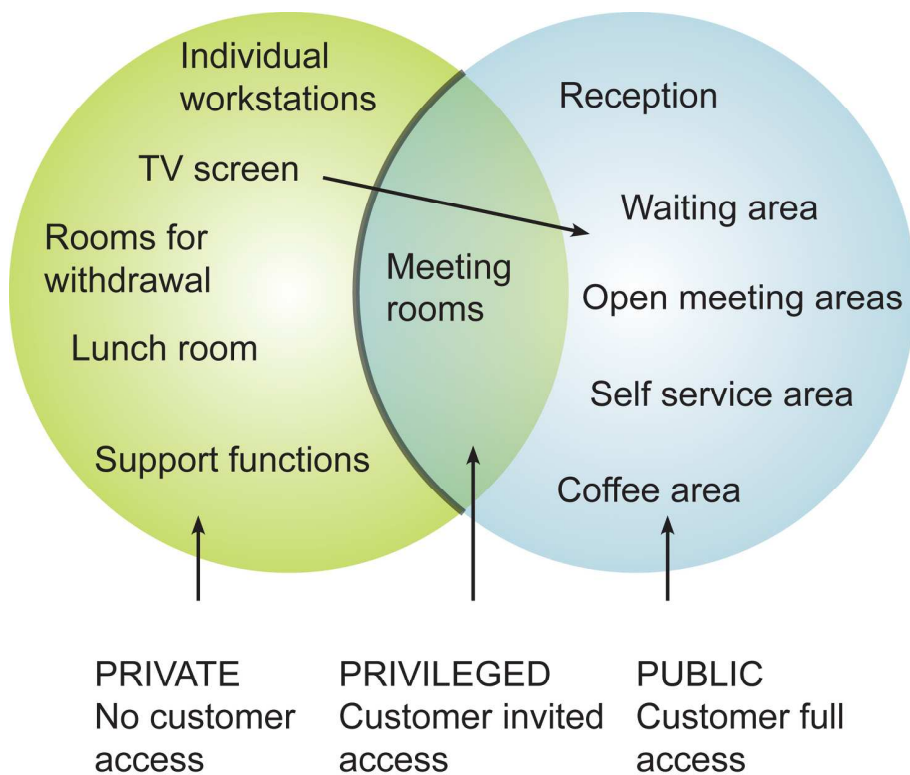 Individual
workstations
TV screen
Rooms for
withdrawal
Lunch room
Support functions
Meeting
rooms
Reception
Waiting area
Open meeting areas
Self service area
Coffee area
PRIVATE
No customer
access
PRIVILEGED
Customer invited
access
PUBLIC
Customer full
access